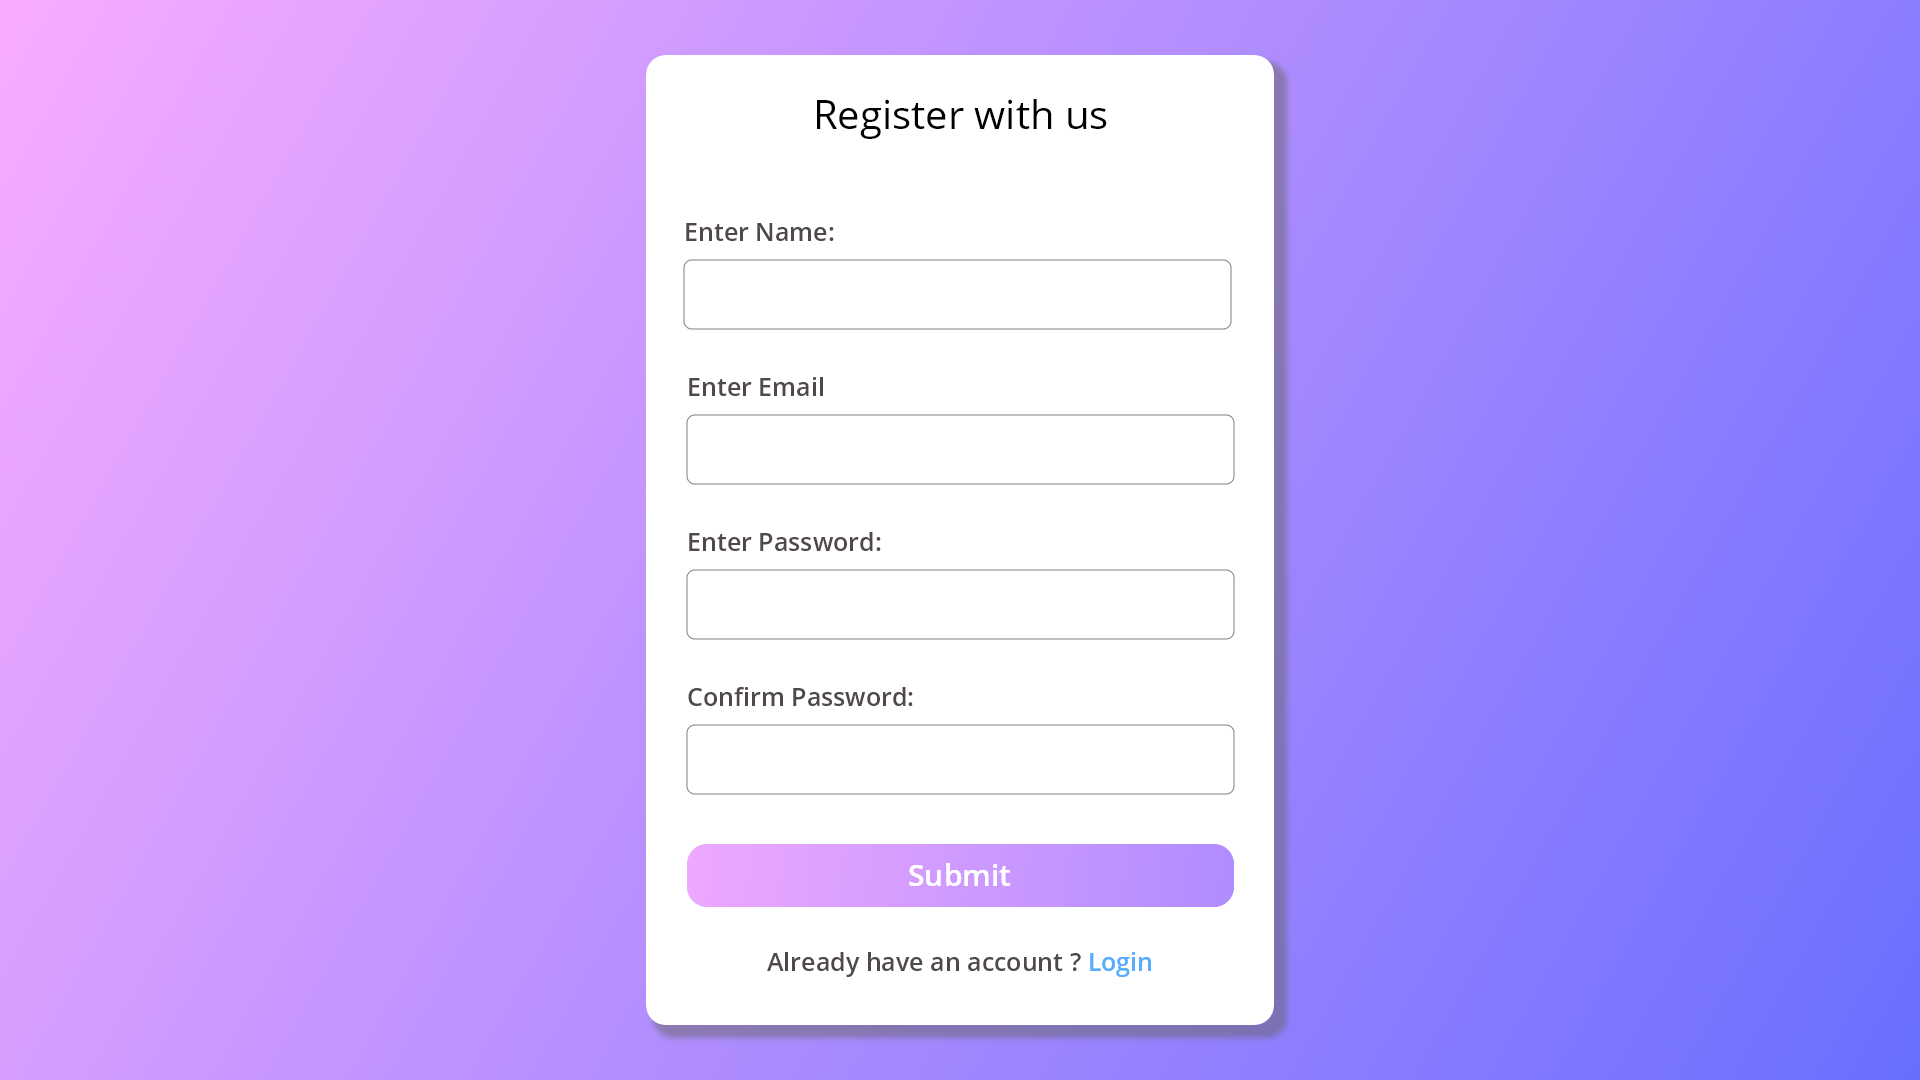 Register with us
Enter Name:
Enter Email
Enter Password:
Confirm Password:
Submit
Already have an account ? Login